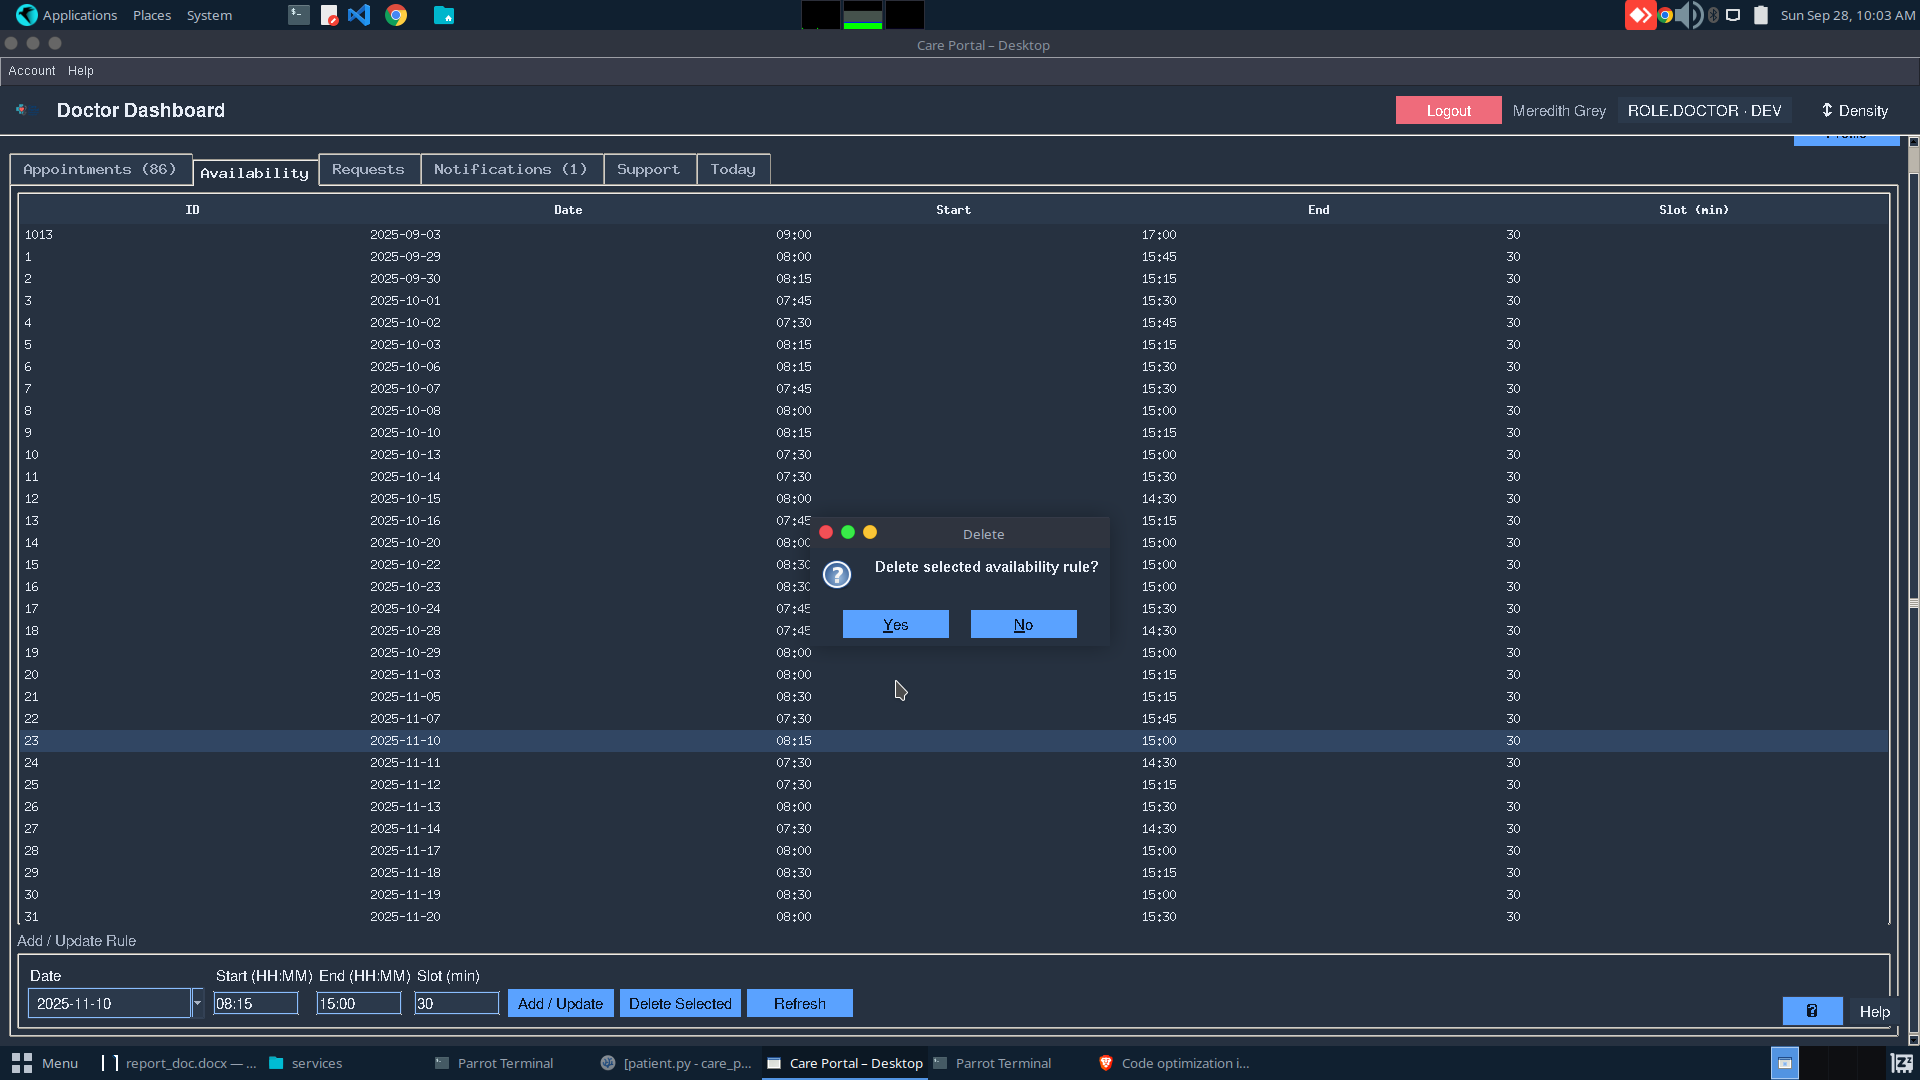 Applications Places System
Sun Sep 28, 10:03 AM
Care Portal – Desktop
Account Help
Doctor Dashboard
Logout Meredith Grey ROLE.DOCTOR · DEV ↕ Density
Appointments (86) Availability Requests Notifications (1) Support Today
ID Date Start End Slot (min)
1013 2025-09-03 09:00 17:00 30
1 2025-09-29 08:00 15:45 30
2 2025-09-30 08:15 15:15 30
3 2025-10-01 07:45 15:30 30
4 2025-10-02 07:30 15:45 30
5 2025-10-03 08:15 15:15 30
6 2025-10-06 08:15 15:30 30
7 2025-10-07 07:45 15:30 30
8 2025-10-08 08:00 15:00 30
9 2025-10-10 08:15 15:15 30
10 2025-10-13 07:30 15:00 30
11 2025-10-14 07:30 15:30 30
12 2025-10-15 08:00 14:30 30
13 2025-10-16 07:45 15:15 30
14 2025-10-20 08:00 15:00 30
15 2025-10-22 08:30 15:00 30
16 2025-10-23 08:30 15:00 30
17 2025-10-24 07:45 15:30 30
18 2025-10-28 07:45 14:30 30
19 2025-10-29 08:00 15:00 30
20 2025-11-03 08:00 15:15 30
21 2025-11-05 08:30 15:15 30
22 2025-11-07 07:30 15:45 30
23 2025-11-10 08:15 15:00 30
24 2025-11-11 07:30 14:30 30
25 2025-11-12 07:30 15:15 30
26 2025-11-13 08:00 15:30 30
27 2025-11-14 07:30 14:30 30
28 2025-11-17 08:00 15:00 30
29 2025-11-18 08:30 15:15 30
30 2025-11-19 08:30 15:00 30
31 2025-11-20 08:00 15:30 30
Delete
Delete selected availability rule?
Yes No
Add / Update Rule
Date Start (HH:MM) End (HH:MM) Slot (min)
2025-11-10 08:15 15:00 30 Add / Update Delete Selected Refresh
? Help
Menu report_doc.docx — ... services Parrot Terminal [patient.py - care_p... Care Portal – Desktop Parrot Terminal Code optimization i...